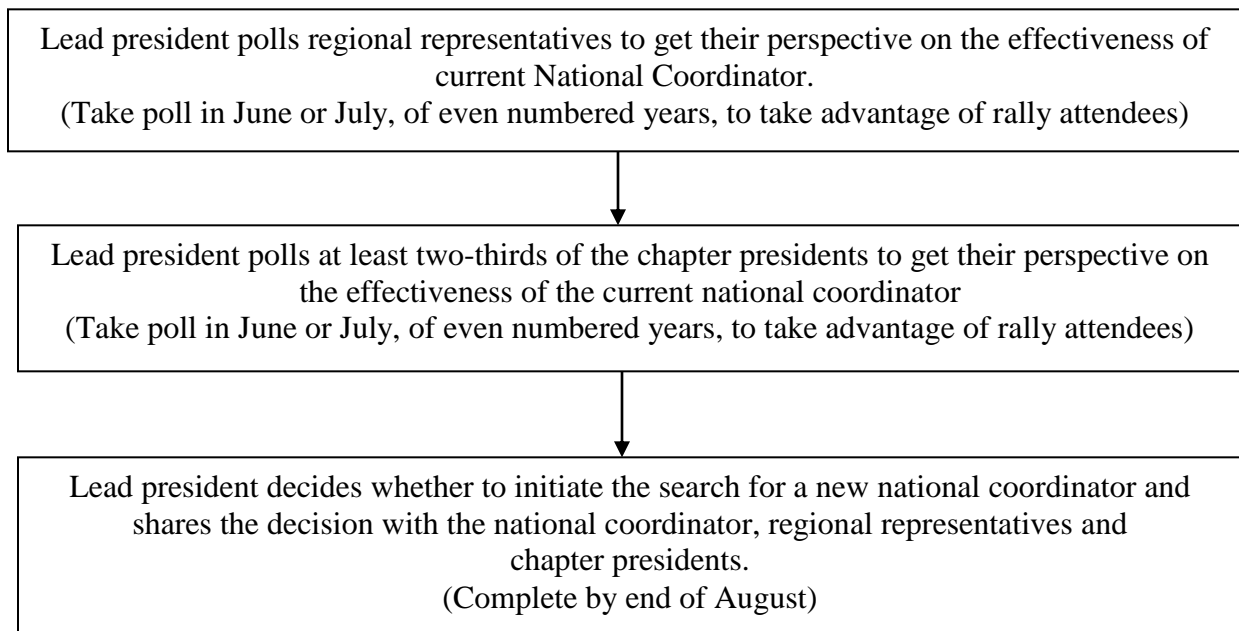 Lead president polls regional representatives to get their perspective on the effectiveness of
current National Coordinator.
(Take poll in June or July, of even numbered years, to take advantage of rally attendees)
Lead president polls at least two-thirds of the chapter presidents to get their perspective on
the effectiveness of the current national coordinator
(Take poll in June or July, of even numbered years, to take advantage of rally attendees)
Lead president decides whether to initiate the search for a new national coordinator and
shares the decision with the national coordinator, regional representatives and
chapter presidents.
(Complete by end of August)